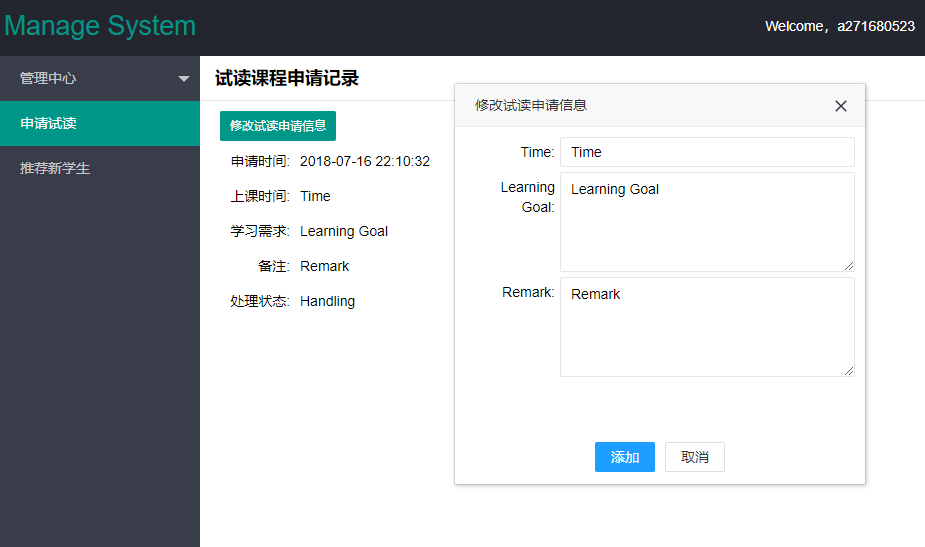 Manage System
Welcome，a271680523
管理中心
申请试读
推荐新学生
试读课程申请记录
修改试读申请信息
申请时间: 2018-07-16 22:10:32
上课时间: Time
学习需求: Learning Goal
备注: Remark
处理状态: Handling
修改试读申请信息
Time: Time
Learning Goal
Goal: Learning
Remark: Remark
添加 取消